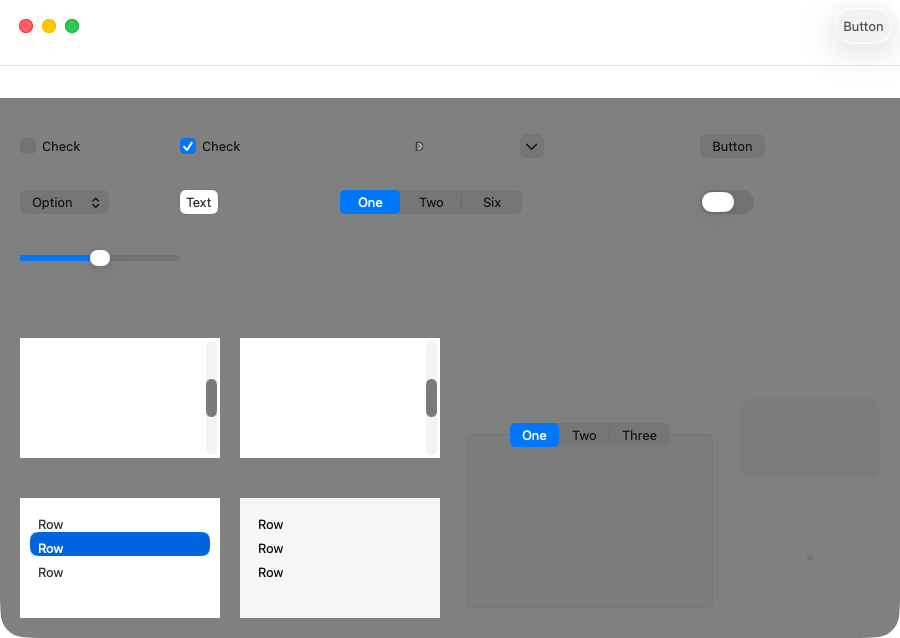 Button
Check
Check
Button
Option
Text
One Two Six
One Two Three
Row
Row
Row
Row
Row
Row